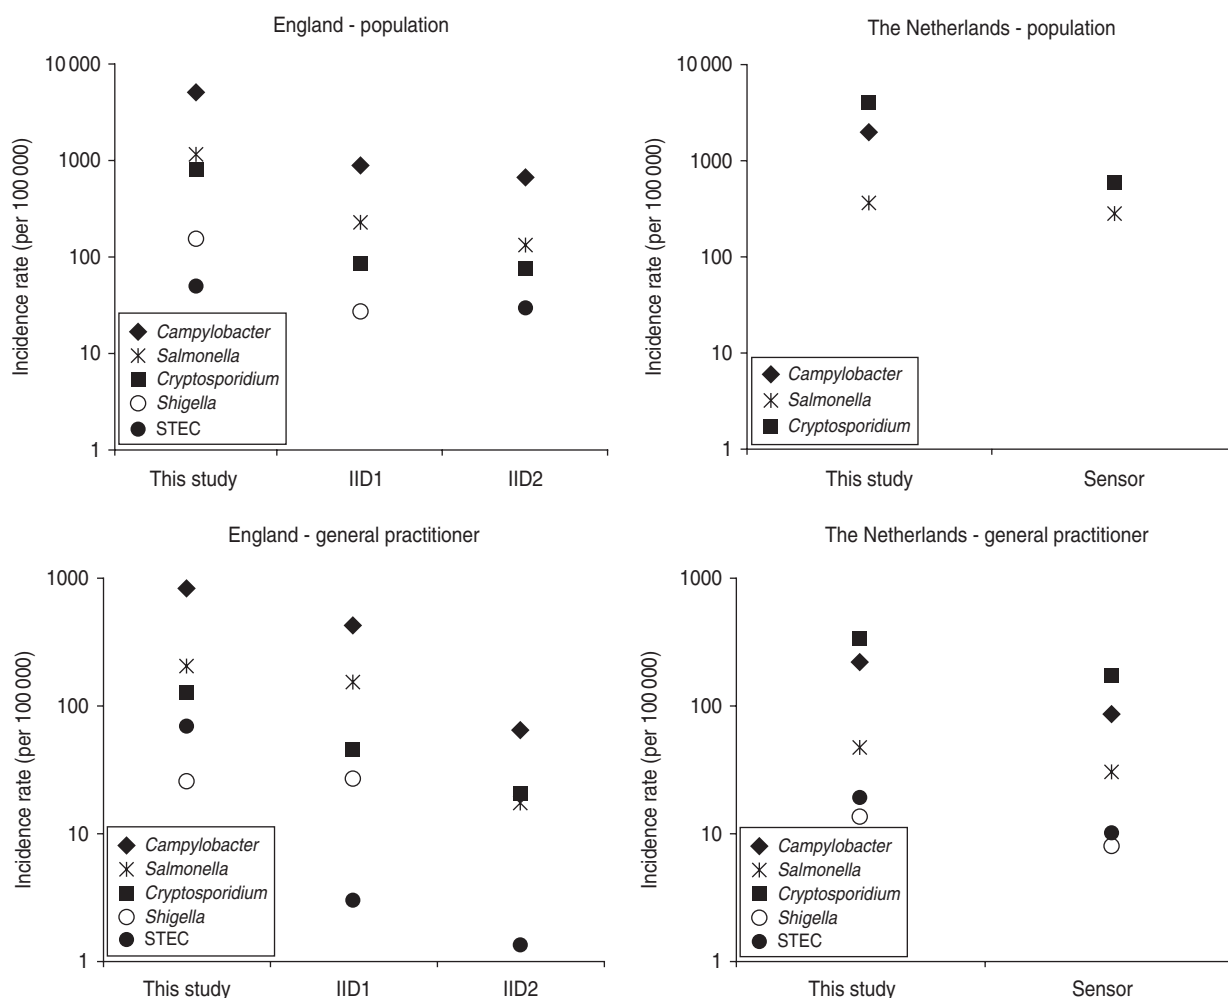 England - population
Incidence rate (per 100 000)
10 000
1000
100
10
1
Campylobacter
Salmonella
Cryptosporidium
Shigella
STEC
This study
IID1
IID2
The Netherlands - population
Incidence rate (per 100 000)
10 000
1000
100
10
1
Campylobacter
Salmonella
Cryptosporidium
This study
Sensor
England - general practitioner
Incidence rate (per 100 000)
1000
100
10
1
Campylobacter
Salmonella
Cryptosporidium
Shigella
STEC
This study
IID1
IID2
The Netherlands - general practitioner
Incidence rate (per 100 000)
1000
100
10
1
Campylobacter
Salmonella
Cryptosporidium
Shigella
STEC
This study
Sensor